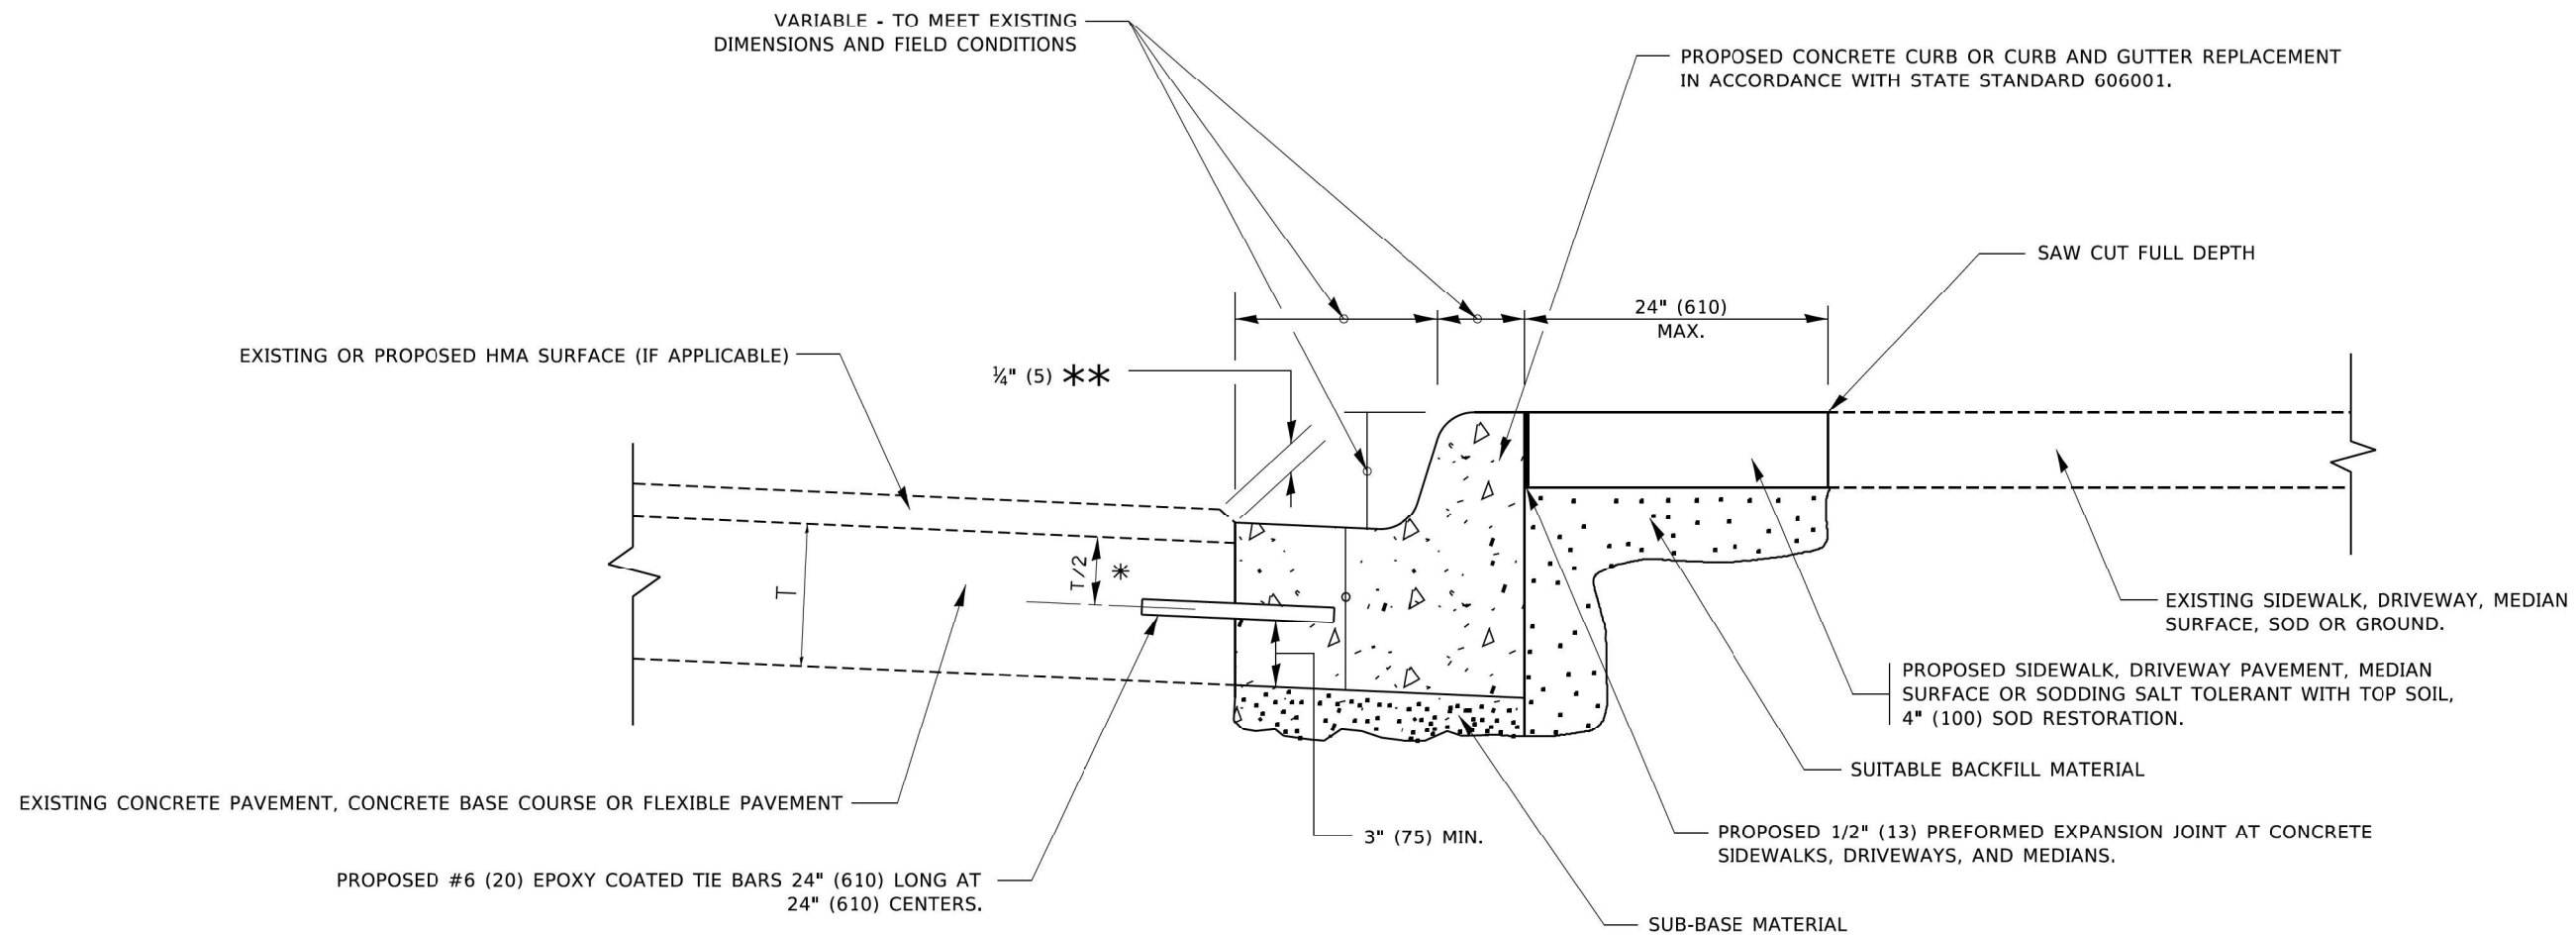 VARIABLE - TO MEET EXISTING
DIMENSIONS AND FIELD CONDITIONS
PROPOSED CONCRETE CURB OR CURB AND GUTTER REPLACEMENT
IN ACCORDANCE WITH STATE STANDARD 606001.
SAW CUT FULL DEPTH
24" (610)
MAX.
EXISTING OR PROPOSED HMA SURFACE (IF APPLICABLE)
¼" (5) **
T
T/2
*
EXISTING SIDEWALK, DRIVEWAY, MEDIAN
SURFACE, SOD OR GROUND.
PROPOSED SIDEWALK, DRIVEWAY PAVEMENT, MEDIAN
SURFACE OR SODDING SALT TOLERANT WITH TOP SOIL,
4" (100) SOD RESTORATION.
SUITABLE BACKFILL MATERIAL
EXISTING CONCRETE PAVEMENT, CONCRETE BASE COURSE OR FLEXIBLE PAVEMENT
3" (75) MIN.
PROPOSED 1/2" (13) PREFORMED EXPANSION JOINT AT CONCRETE
SIDEWALKS, DRIVEWAYS, AND MEDIANS.
PROPOSED #6 (20) EPOXY COATED TIE BARS 24" (610) LONG AT
24" (610) CENTERS.
SUB-BASE MATERIAL